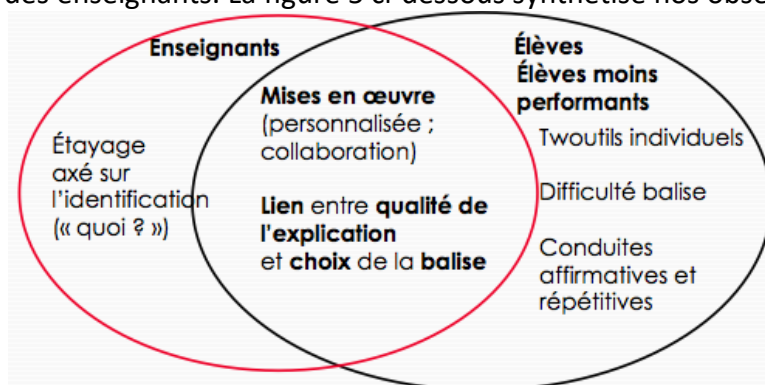 des enseignants. La figure 3 ci-dessous synthétise nos obse
Enseignants
Étayage
axé sur
l'identification
(« quoi ? »)
Mises en œuvre
(personnalisée ;
collaboration)
Lien entre qualité de
l'explication
et choix de la balise
Élèves
Élèves moins
performants
Twoutils individuels
Difficulté balise
Conduites
affirmatives et
répétitives